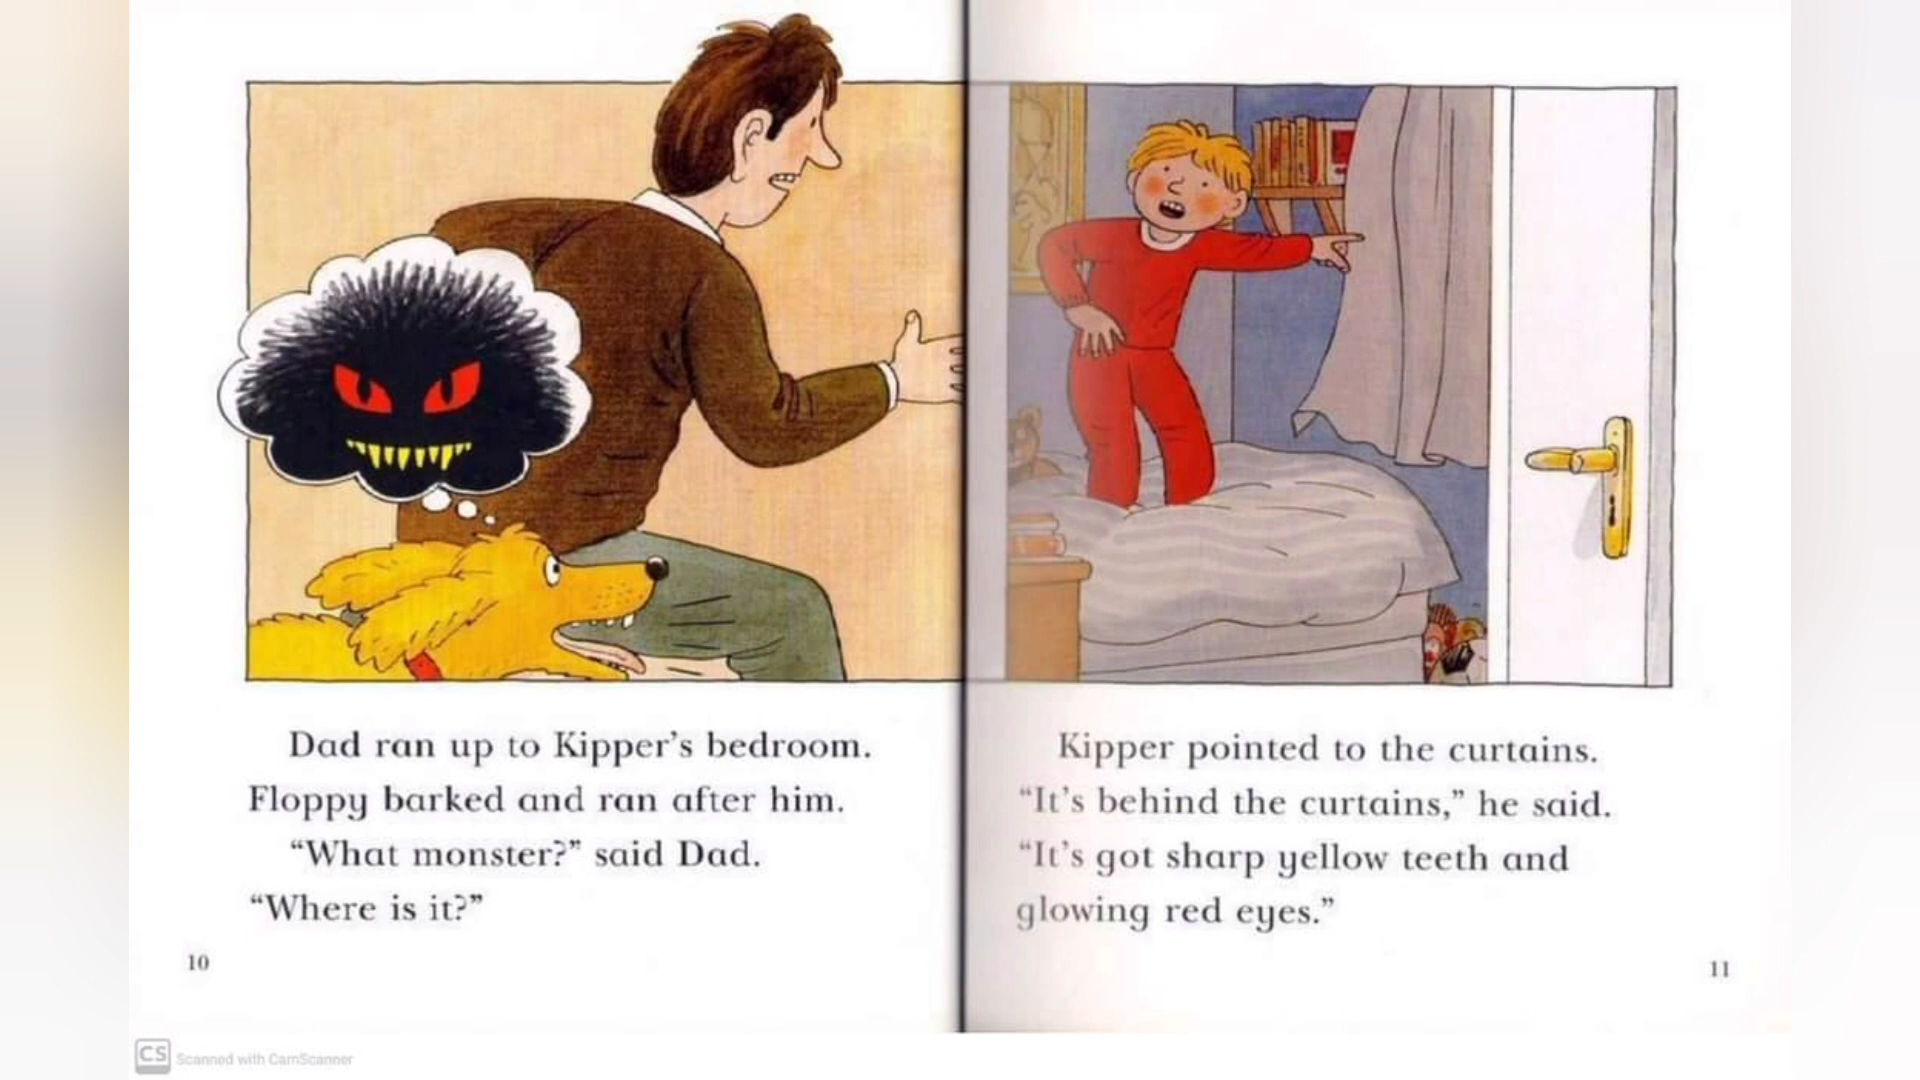 Dad ran up to Kipper's bedroom.
Floppy barked and ran after him.
“What monster?” said Dad.
“Where is it?”
10
Kipper pointed to the curtains.
“It's behind the curtains,” he said.
“It's got sharp yellow teeth and
glowing red eyes.”
11
CS Scanned with CamScanner